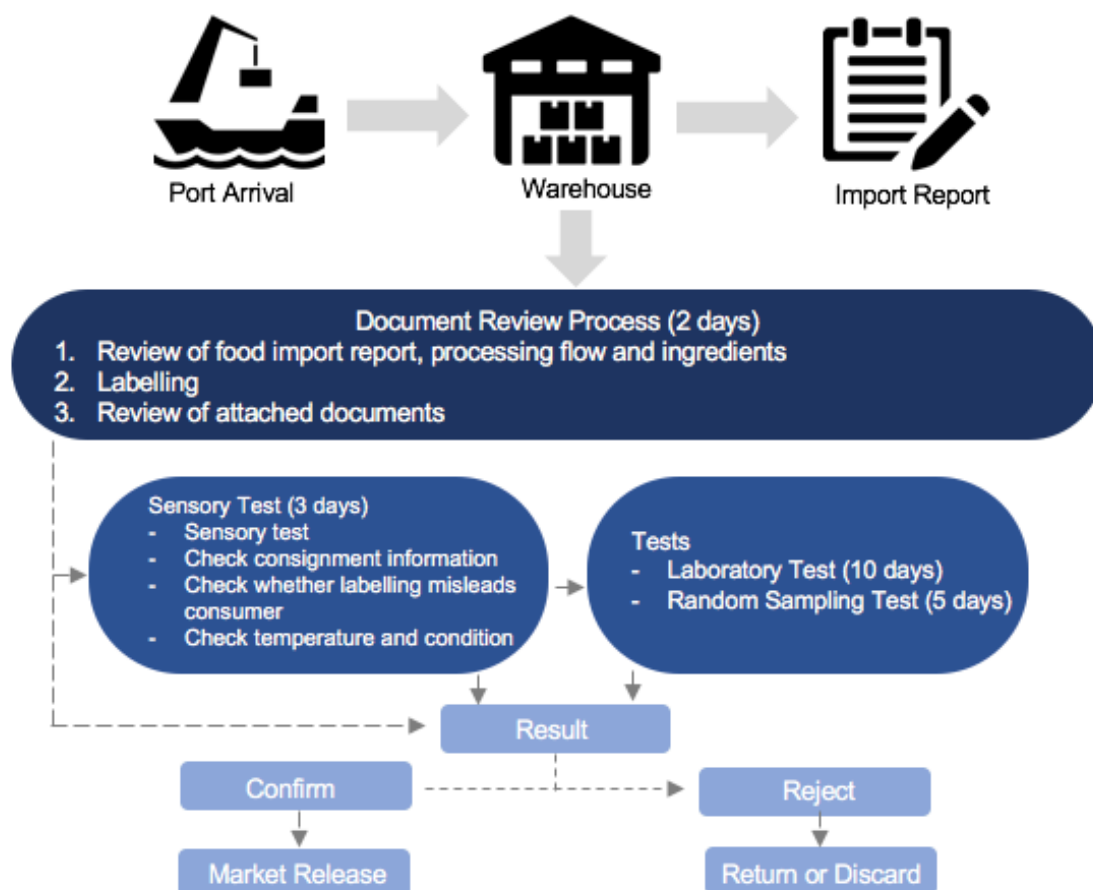 Port Arrival
Warehouse
Import Report
Document Review Process (2 days)
1. Review of food import report, processing flow and ingredients
2. Labelling
3. Review of attached documents
Sensory Test (3 days)
- Sensory test
- Check consignment information
- Check whether labelling misleads
consumer
- Check temperature and condition
Tests
- Laboratory Test (10 days)
- Random Sampling Test (5 days)
Result
Confirm
Reject
Market Release
Return or Discard